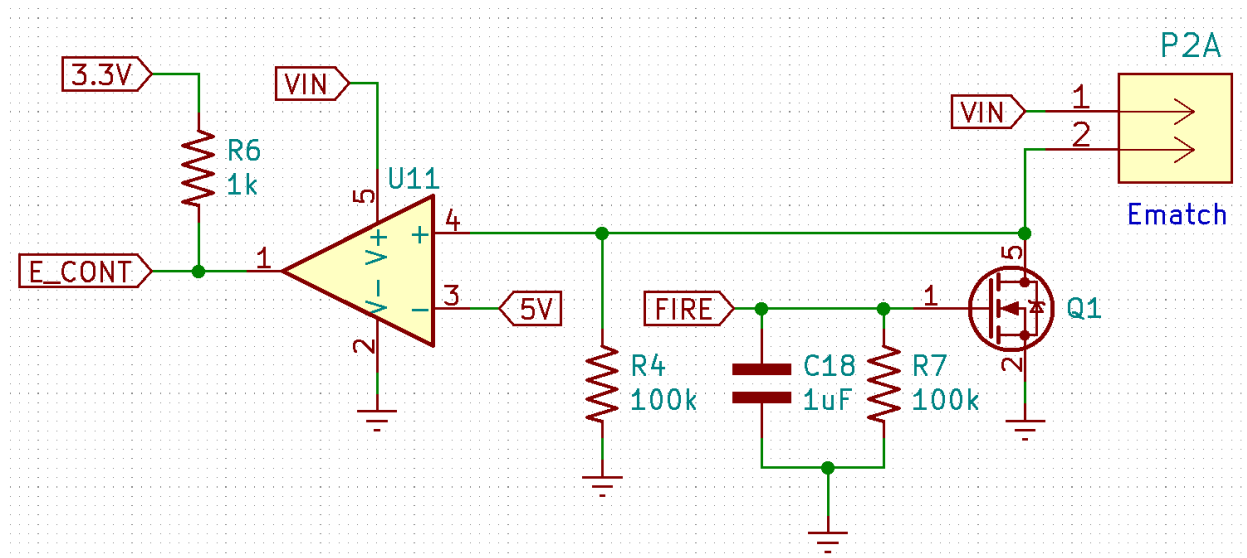 P2A
3.3V
VIN
VIN
1
2
R6
1k
U11
5
4
+
V+
Ematch
E_CONT
1
5
V-
-
3
5V
FIRE
1
Q1
2
2
R4
100k
C18
1uF
R7
100k